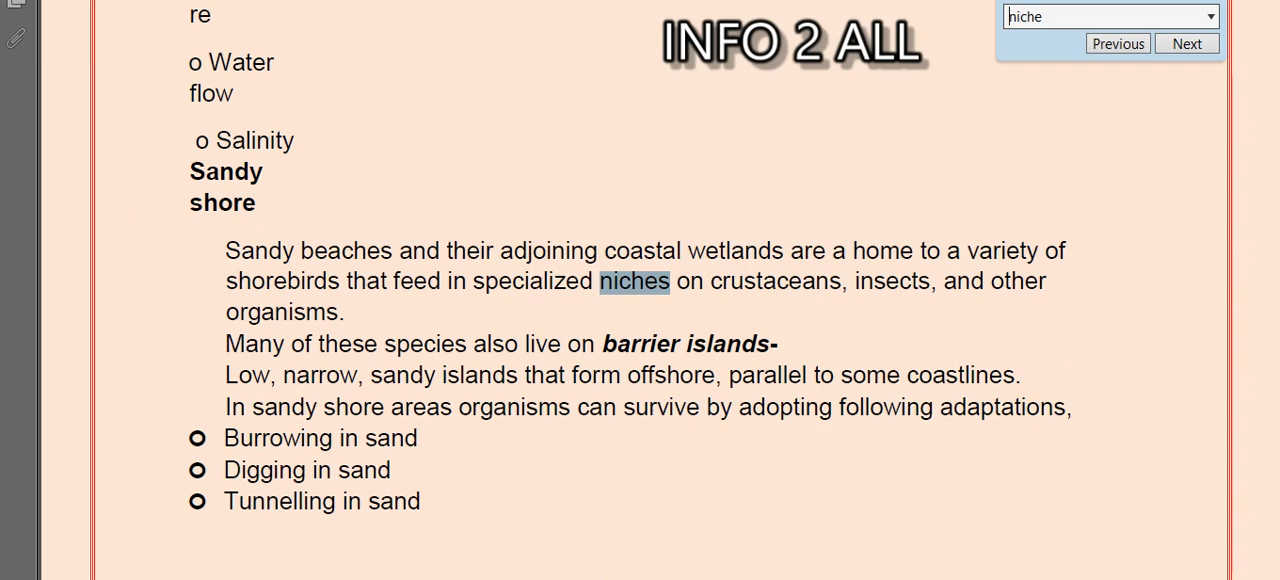 re
INFO 2 ALL
niche
Previous Next
o Water
flow
o Salinity
Sandy
shore
Sandy beaches and their adjoining coastal wetlands are a home to a variety of
shorebirds that feed in specialized niches on crustaceans, insects, and other
organisms.
Many of these species also live on barrier islands-
Low, narrow, sandy islands that form offshore, parallel to some coastlines.
In sandy shore areas organisms can survive by adopting following adaptations,
o Burrowing in sand
o Digging in sand
o Tunnelling in sand